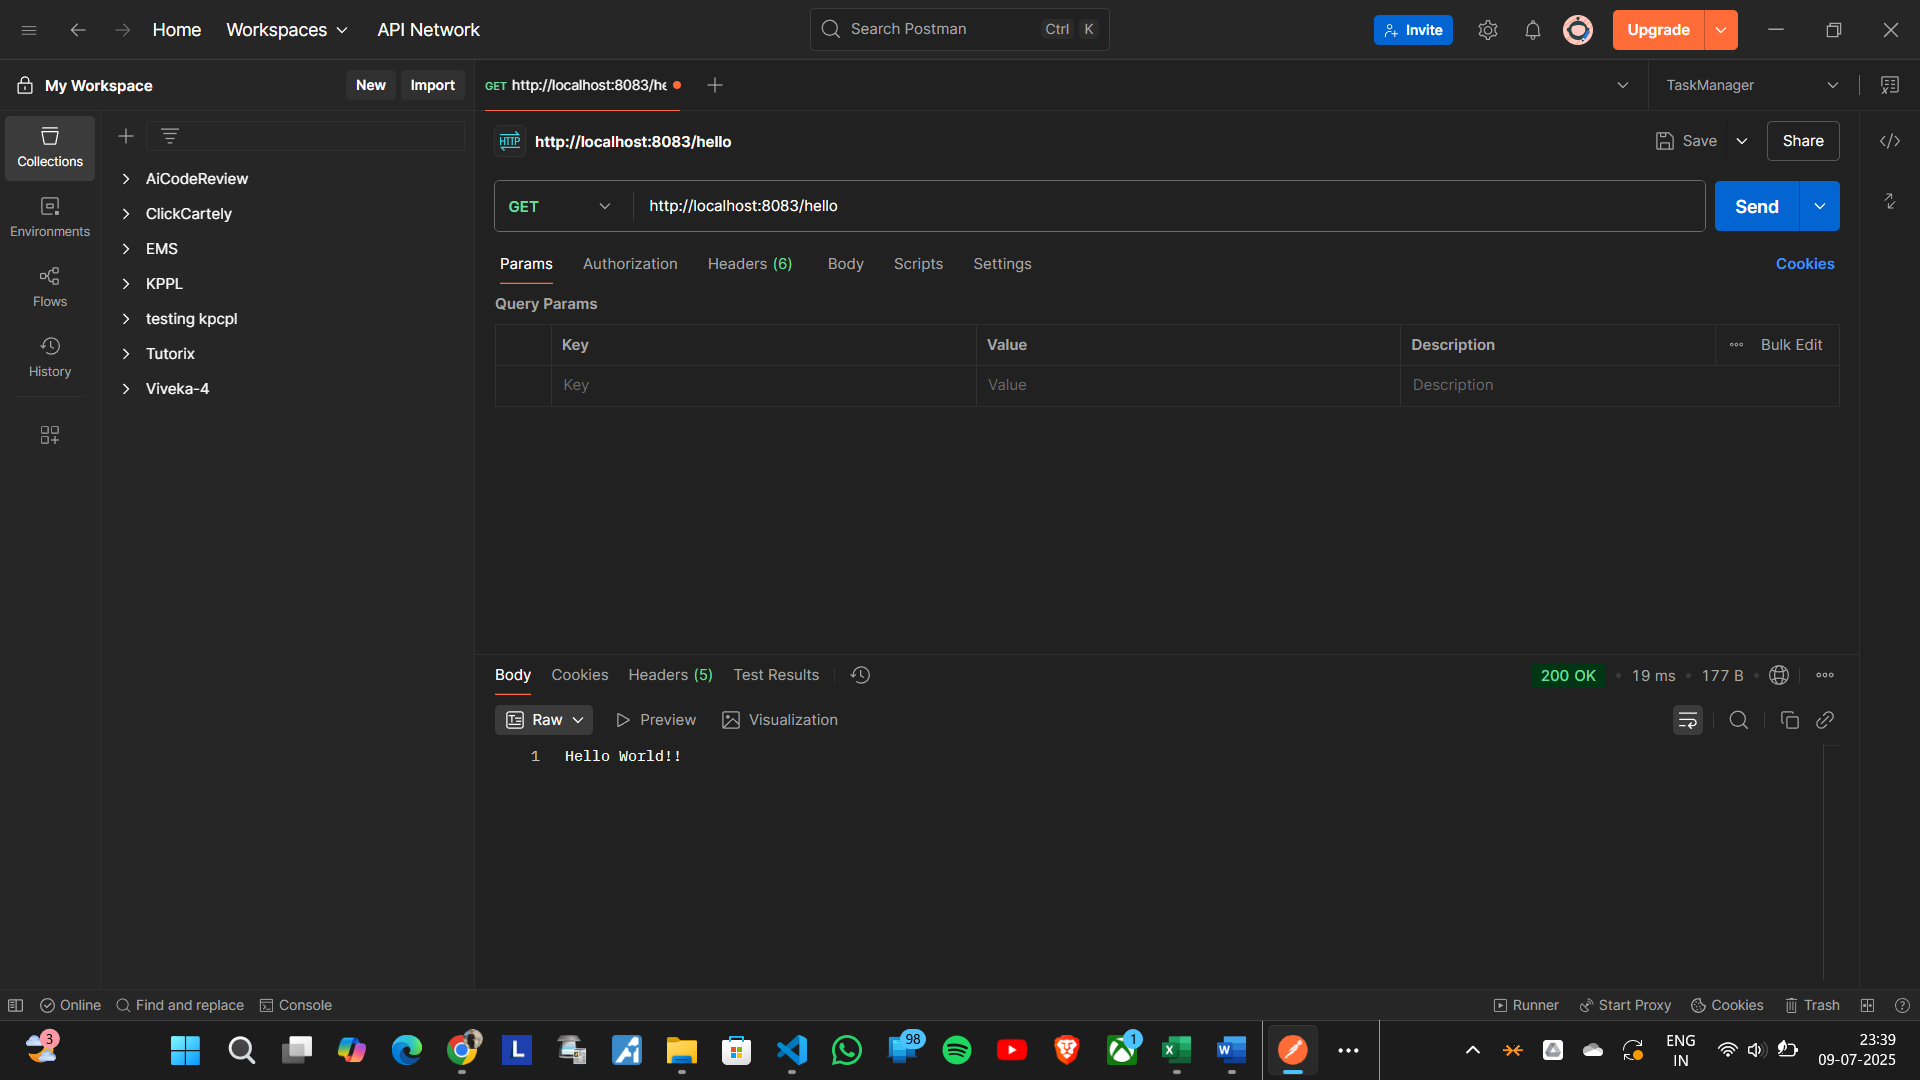 Home Workspaces API Network Search Postman Ctrl K Invite Upgrade
My Workspace New Import GET http://localhost:8083/he TaskManager
Collections
Environments
Flows
History
AiCodeReview
ClickCartely
EMS
KPPL
testing kpcpl
Tutorix
Viveka-4
HTTP http://localhost:8083/hello Save Share
GET http://localhost:8083/hello Send
Params Authorization Headers (6) Body Scripts Settings Cookies
Query Params
Key Value Description Bulk Edit
Key Value Description
Body Cookies Headers (5) Test Results 200 OK 19 ms 177 B
Raw Preview Visualization
1 Hello World!!
Online Find and replace Console Runner Start Proxy Cookies Trash
3 L 98 1 X W ENG 23:39
IN 09-07-2025